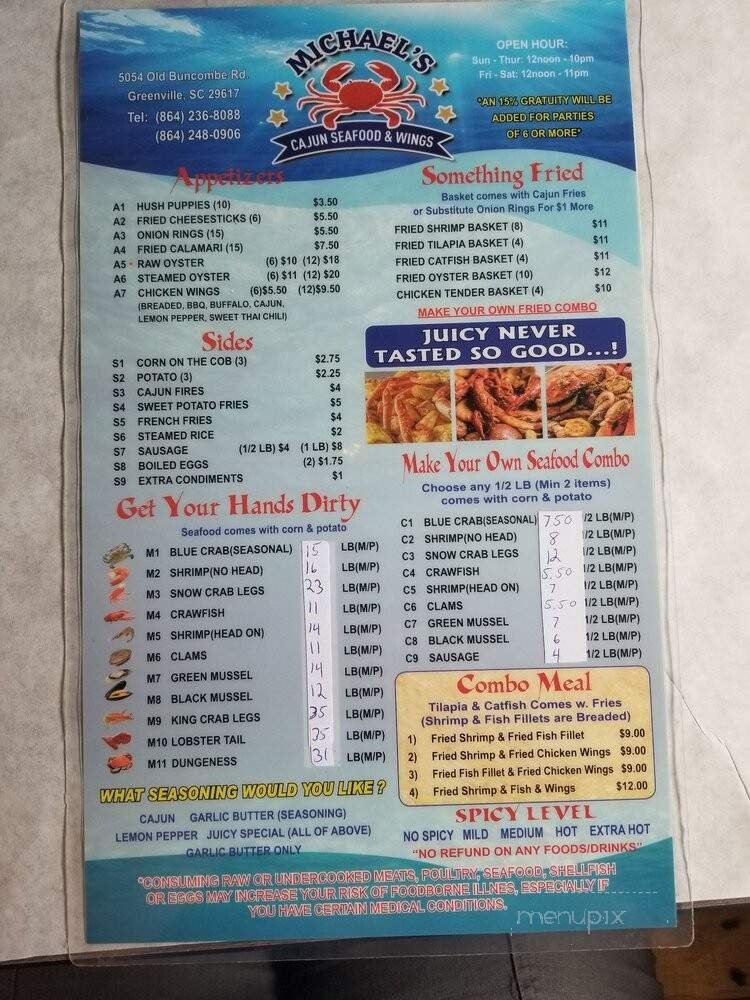 MICHAEL'S
CAJUN SEAFOOD & WINGS
5054 Old Buncombe Rd.
Greenville, SC 29617
Tel: (864) 236-8088
(864) 248-0906
OPEN HOUR:
Sun - Thur: 12noon - 10pm
Fri - Sat: 12noon - 11pm
*AN 15% GRATUITY WILL BE
ADDED FOR PARTIES
OF 6 OR MORE*
Appetizers
A1 HUSH PUPPIES (10) $3.50
A2 FRIED CHEESESTICKS (6) $5.50
A3 ONION RINGS (15) $5.50
A4 FRIED CALAMARI (15) $7.50
A5 * RAW OYSTER (6) $10 (12) $18
A6 STEAMED OYSTER (6) $11 (12) $20
A7 CHICKEN WINGS (6)$5.50 (12)$9.50
(BREADED, BBQ, BUFFALO, CAJUN,
LEMON PEPPER, SWEET THAI CHILI)
Sides
S1 CORN ON THE COB (3) $2.75
S2 POTATO (3) $2.25
S3 CAJUN FIRES $4
S4 SWEET POTATO FRIES $5
S5 FRENCH FRIES $4
S6 STEAMED RICE $2
S7 SAUSAGE (1/2 LB) $4 (1 LB) $8
S8 BOILED EGGS (2) $1.75
S9 EXTRA CONDIMENTS $1
Get Your Hands Dirty
Seafood comes with corn & potato
M1 BLUE CRAB(SEASONAL) 15 LB(M/P)
M2 SHRIMP(NO HEAD) 16 LB(M/P)
M3 SNOW CRAB LEGS 23 LB(M/P)
M4 CRAWFISH 11 LB(M/P)
M5 SHRIMP(HEAD ON) 14 LB(M/P)
M6 CLAMS 11 LB(M/P)
M7 GREEN MUSSEL 14 LB(M/P)
M8 BLACK MUSSEL 12 LB(M/P)
M9 KING CRAB LEGS 35 LB(M/P)
M10 LOBSTER TAIL 35 LB(M/P)
M11 DUNGENESS 31 LB(M/P)
WHAT SEASONING WOULD YOU LIKE ?
CAJUN GARLIC BUTTER (SEASONING)
LEMON PEPPER JUICY SPECIAL (ALL OF ABOVE)
GARLIC BUTTER ONLY
Something Fried
Basket comes with Cajun Fries
or Substitute Onion Rings For $1 More
FRIED SHRIMP BASKET (8) $11
FRIED TILAPIA BASKET (4) $11
FRIED CATFISH BASKET (4) $11
FRIED OYSTER BASKET (10) $12
CHICKEN TENDER BASKET (4) $10
MAKE YOUR OWN FRIED COMBO
JUICY NEVER
TASTED SO GOOD...!
Make Your Own Seafood Combo
Choose any 1/2 LB (Min 2 items)
comes with corn & potato
C1 BLUE CRAB(SEASONAL) 7.50 1/2 LB(M/P)
C2 SHRIMP(NO HEAD) 8 1/2 LB(M/P)
C3 SNOW CRAB LEGS 12 1/2 LB(M/P)
C4 CRAWFISH 5.50 1/2 LB(M/P)
C5 SHRIMP(HEAD ON) 7 1/2 LB(M/P)
C6 CLAMS 5.50 1/2 LB(M/P)
C7 GREEN MUSSEL 7 1/2 LB(M/P)
C8 BLACK MUSSEL 6 1/2 LB(M/P)
C9 SAUSAGE 4 1/2 LB(M/P)
Combo Meal
Tilapia & Catfish Comes w. Fries
(Shrimp & Fish Fillets are Breaded)
1) Fried Shrimp & Fried Fish Fillet $9.00
2) Fried Shrimp & Fried Chicken Wings $9.00
3) Fried Fish Fillet & Fried Chicken Wings $9.00
4) Fried Shrimp & Fish & Wings $12.00
SPICY LEVEL
NO SPICY MILD MEDIUM HOT EXTRA HOT
"NO REFUND ON ANY FOODS/DRINKS"
*CONSUMING RAW OR UNDERCOOKED MEATS, POULTRY, SEAFOOD, SHELLFISH
OR EGGS MAY INCREASE YOUR RISK OF FOODBORNE ILLNES, ESPECIALLY IF
YOU HAVE CERTAIN MEDICAL CONDITIONS.
menupix